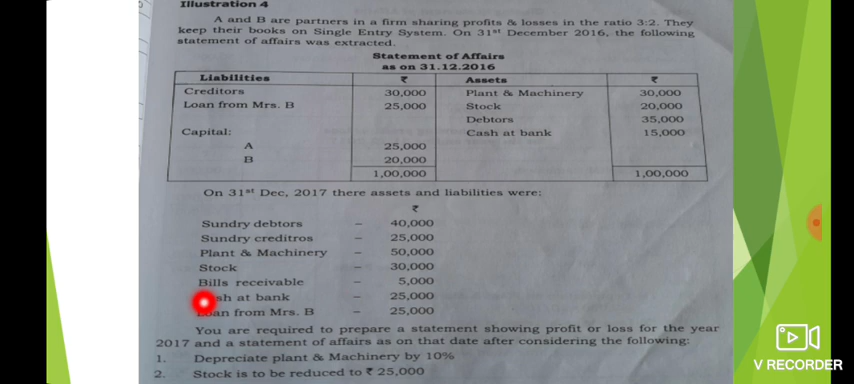 Illustration 4
A and B are partners in a firm sharing profits & losses in the ratio 3:2. They
keep their books on Single Entry System. On 31st December 2016, the following
statement of affairs was extracted.
Statement of Affairs
as on 31.12.2016
Liabilities ₹ Assets ₹
Creditors 30,000 Plant & Machinery 30,000
Loan from Mrs. B 25,000 Stock 20,000
Debtors 35,000
Capital: Cash at bank 15,000
A 25,000
B 20,000
1,00,000 1,00,000
On 31st Dec, 2017 there assets and liabilities were:
₹
Sundry debtors – 40,000
Sundry creditros – 25,000
Plant & Machinery – 50,000
Stock – 30,000
Bills receivable – 5,000
at bank – 25,000
from Mrs. B – 25,000
You are required to prepare a statement showing profit or loss for the year
2017 and a statement of affairs as on that date after considering the following:
1. Depreciate plant & Machinery by 10%
2. Stock is to be reduced to ₹ 25,000
V RECORDER